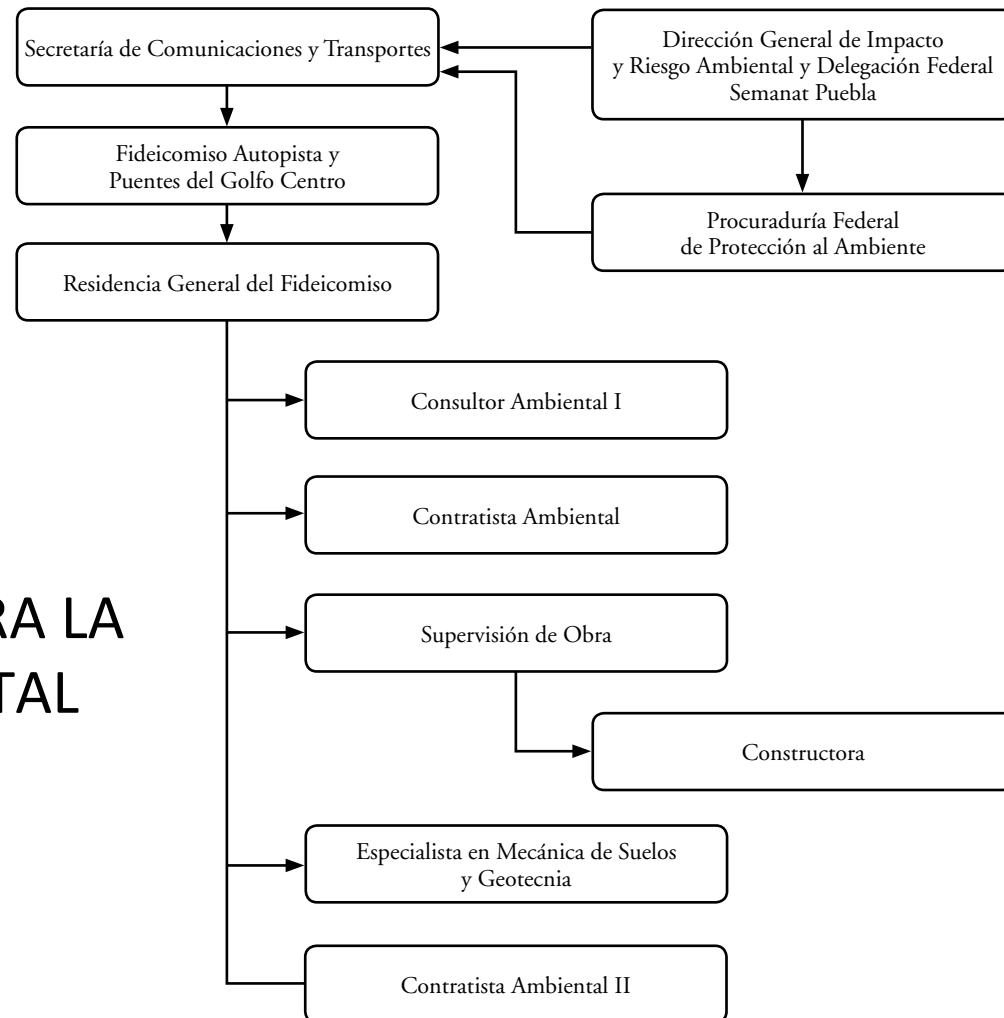 Secretaría de Comunicaciones y Transportes
Dirección General de Impacto
y Riesgo Ambiental y Delegación Federal
Semanat Puebla
Fideicomiso Autopista y
Puentes del Golfo Centro
Procuraduría Federal
de Protección al Ambiente
Residencia General del Fideicomiso
Consultor Ambiental I
Contratista Ambiental
RA LA
TAL
Supervisión de Obra
Constructora
Especialista en Mecánica de Suelos
y Geotecnia
Contratista Ambiental II